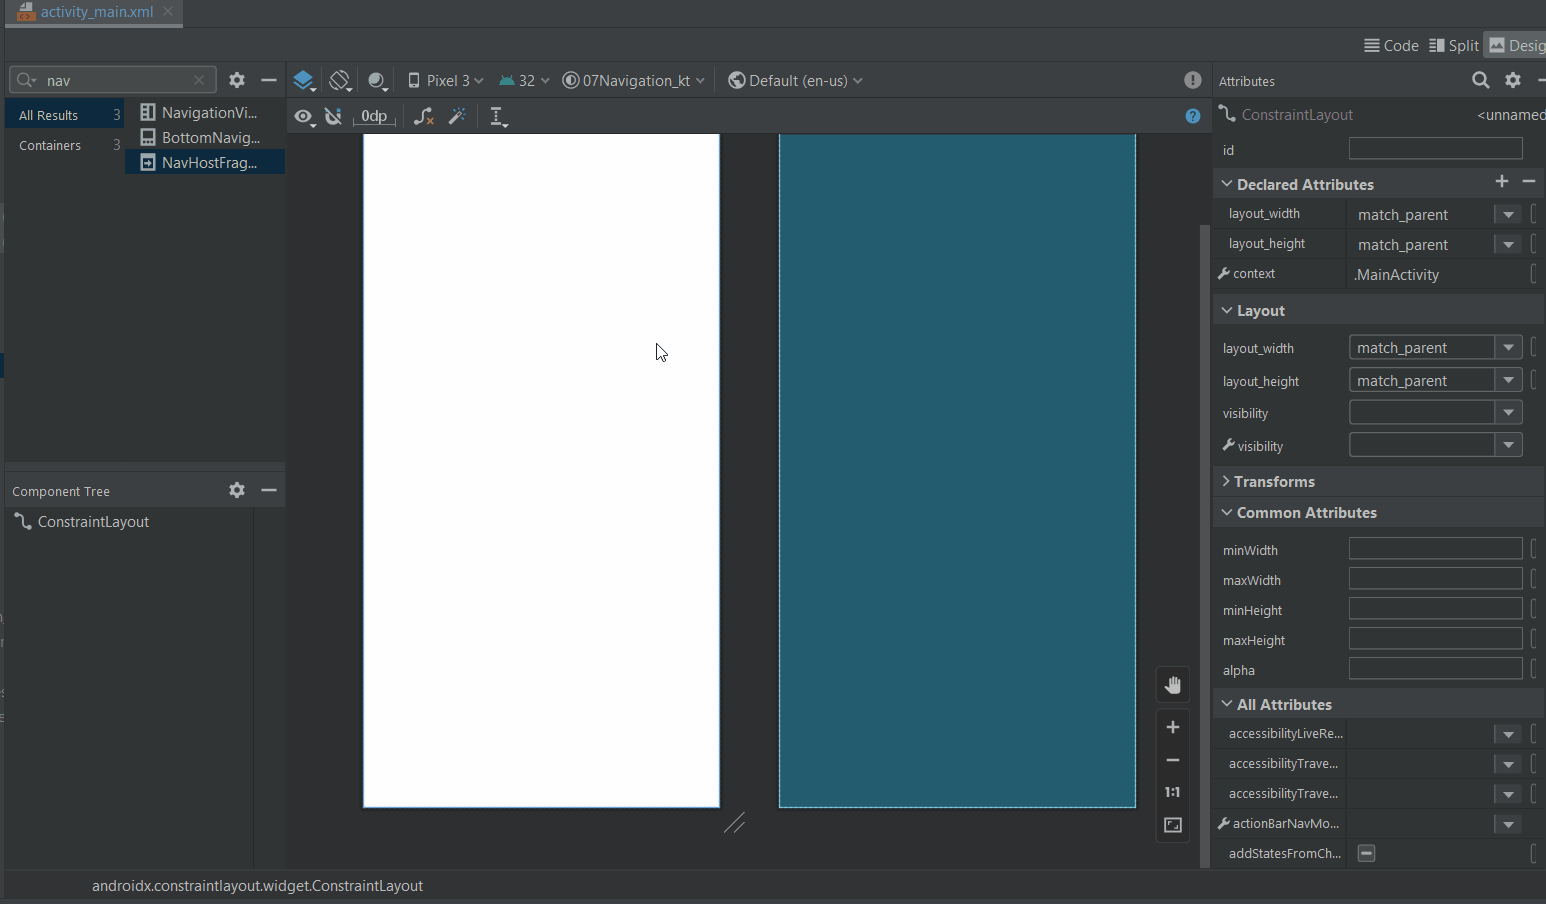 activity_main.xml
Code Split Desig
nav
Pixel 3 32 07Navigation_kt Default (en-us)
Attributes
All Results 3
Containers 3
NavigationVi...
BottomNavig...
NavHostFrag...
0dp
ConstraintLayout <unnamed
id
Declared Attributes
layout_width match_parent
layout_height match_parent
context .MainActivity
Layout
layout_width match_parent
layout_height match_parent
visibility
visibility
Transforms
Common Attributes
minWidth
maxWidth
minHeight
maxHeight
alpha
All Attributes
accessibilityLiveRe...
accessibilityTrave...
accessibilityTrave...
actionBarNavMo...
addStatesFromCh...
Component Tree
ConstraintLayout
1:1
androidx.constraintlayout.widget.ConstraintLayout